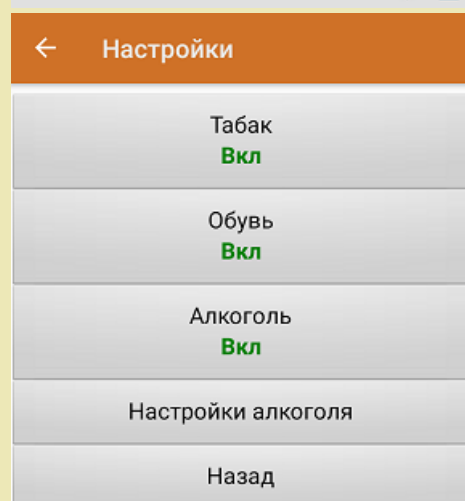 Настройки
Табак
Вкл
Обувь
Вкл
Алкоголь
Вкл
Настройки алкоголя
Назад